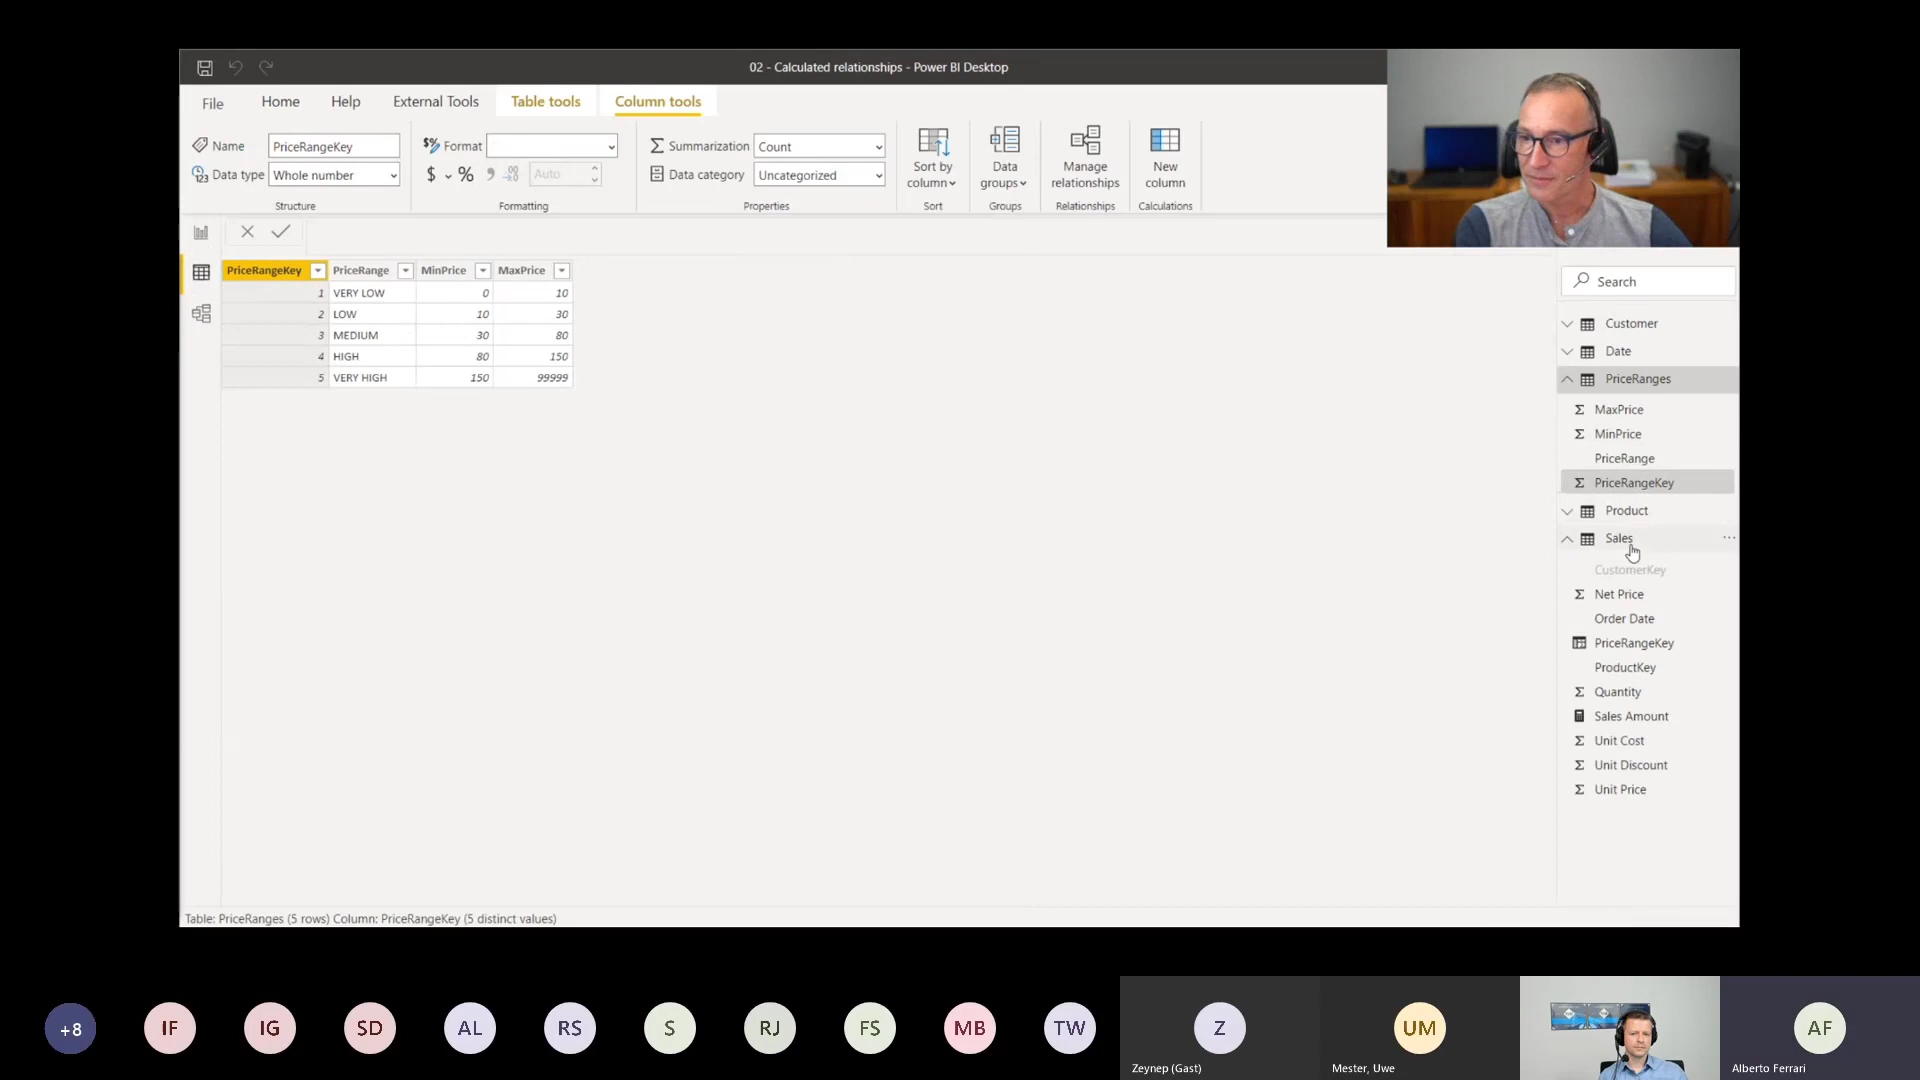 02 - Calculated relationships - Power BI Desktop
File Home Help External Tools Table tools Column tools
Name PriceRangeKey
Data type Whole number
Structure
Format
$ % Auto
Formatting
Summarization Count
Data category Uncategorized
Properties
Sort by column
Sort
Data groups
Groups
Manage relationships
Relationships
New column
Calculations
PriceRangeKey PriceRange MinPrice MaxPrice
1 VERY LOW 0 10
2 LOW 10 30
3 MEDIUM 30 80
4 HIGH 80 150
5 VERY HIGH 150 99999
Search
Customer
Date
PriceRanges
MaxPrice
MinPrice
PriceRange
PriceRangeKey
Product
Sales
CustomerKey
Net Price
Order Date
PriceRangeKey
ProductKey
Quantity
Sales Amount
Unit Cost
Unit Discount
Unit Price
Table: PriceRanges (5 rows) Column: PriceRangeKey (5 distinct values)
+8 IF IG SD AL RS S RJ FS MB TW Z UM AF
Zeynep (Gast) Mester, Uwe Alberto Ferrari